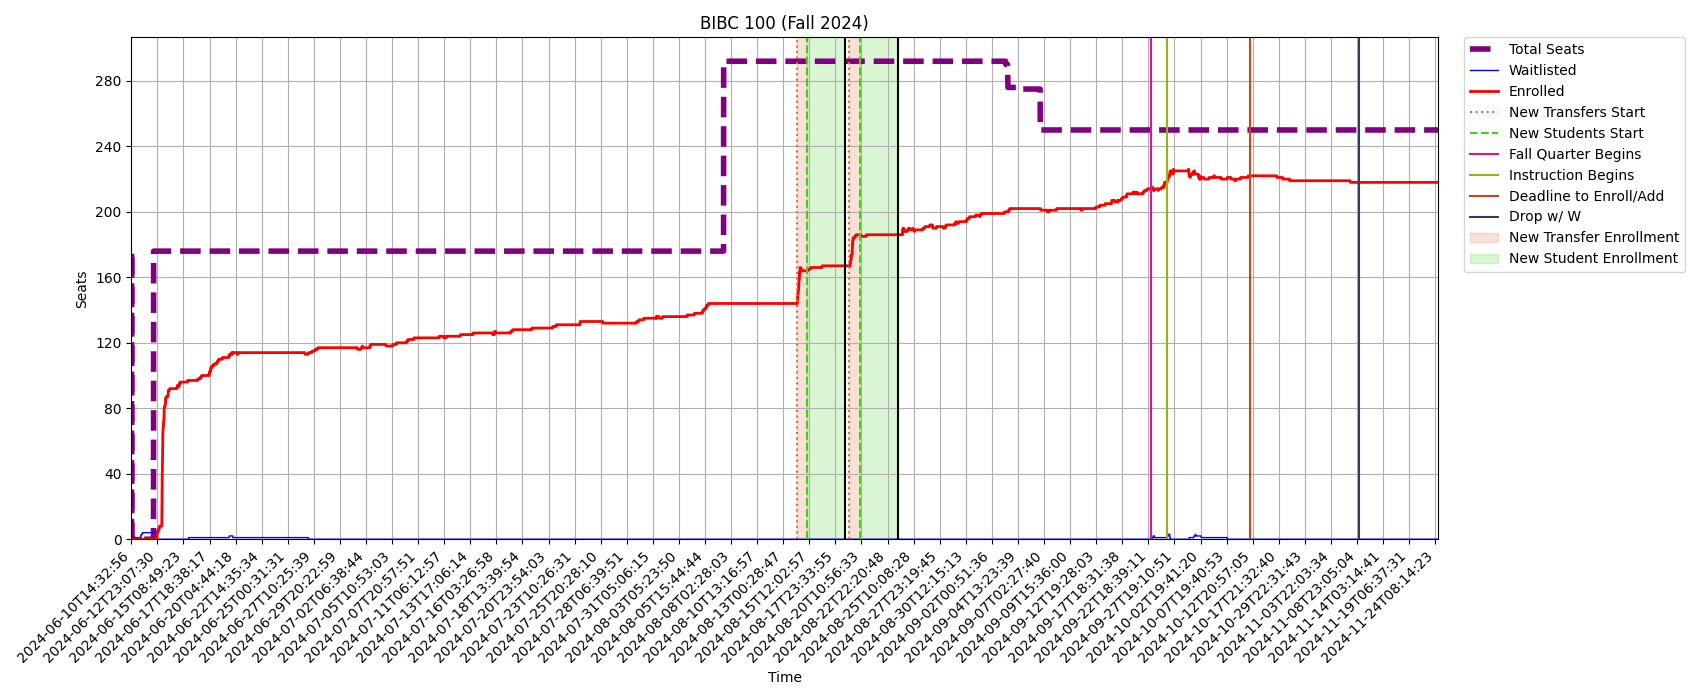 BIBC 100 (Fall 2024)
Seats
280
240
200
160
120
80
40
0
2024-06-10T14:32:56
2024-06-12T23:07:30
2024-06-15T08:49:23
2024-06-17T18:38:17
2024-06-20T04:44:18
2024-06-22T14:35:34
2024-06-25T00:31:31
2024-06-27T10:25:39
2024-06-29T20:22:59
2024-07-02T06:38:44
2024-07-05T10:53:03
2024-07-07T20:57:51
2024-07-11T06:12:57
2024-07-13T17:06:14
2024-07-16T03:26:58
2024-07-18T13:39:54
2024-07-20T23:54:03
2024-07-23T10:26:31
2024-07-25T20:28:10
2024-07-28T06:39:51
2024-07-31T05:06:15
2024-08-03T05:23:50
2024-08-05T15:44:44
2024-08-08T02:28:03
2024-08-10T13:16:57
2024-08-13T00:28:47
2024-08-15T12:02:57
2024-08-17T23:33:55
2024-08-20T10:56:33
2024-08-22T22:20:48
2024-08-25T10:08:28
2024-08-27T23:19:45
2024-08-30T12:15:13
2024-09-02T00:51:36
2024-09-04T13:23:39
2024-09-07T02:27:40
2024-09-09T15:36:00
2024-09-12T19:28:03
2024-09-17T18:31:38
2024-09-22T18:39:11
2024-09-27T19:10:51
2024-10-02T19:41:20
2024-10-07T19:40:53
2024-10-12T20:57:05
2024-10-17T21:32:40
2024-10-29T22:31:43
2024-11-03T22:03:34
2024-11-08T23:05:04
2024-11-14T03:14:41
2024-11-19T06:37:31
2024-11-24T08:14:23
Time
Total Seats
Waitlisted
Enrolled
New Transfers Start
New Students Start
Fall Quarter Begins
Instruction Begins
Deadline to Enroll/Add
Drop w/ W
New Transfer Enrollment
New Student Enrollment